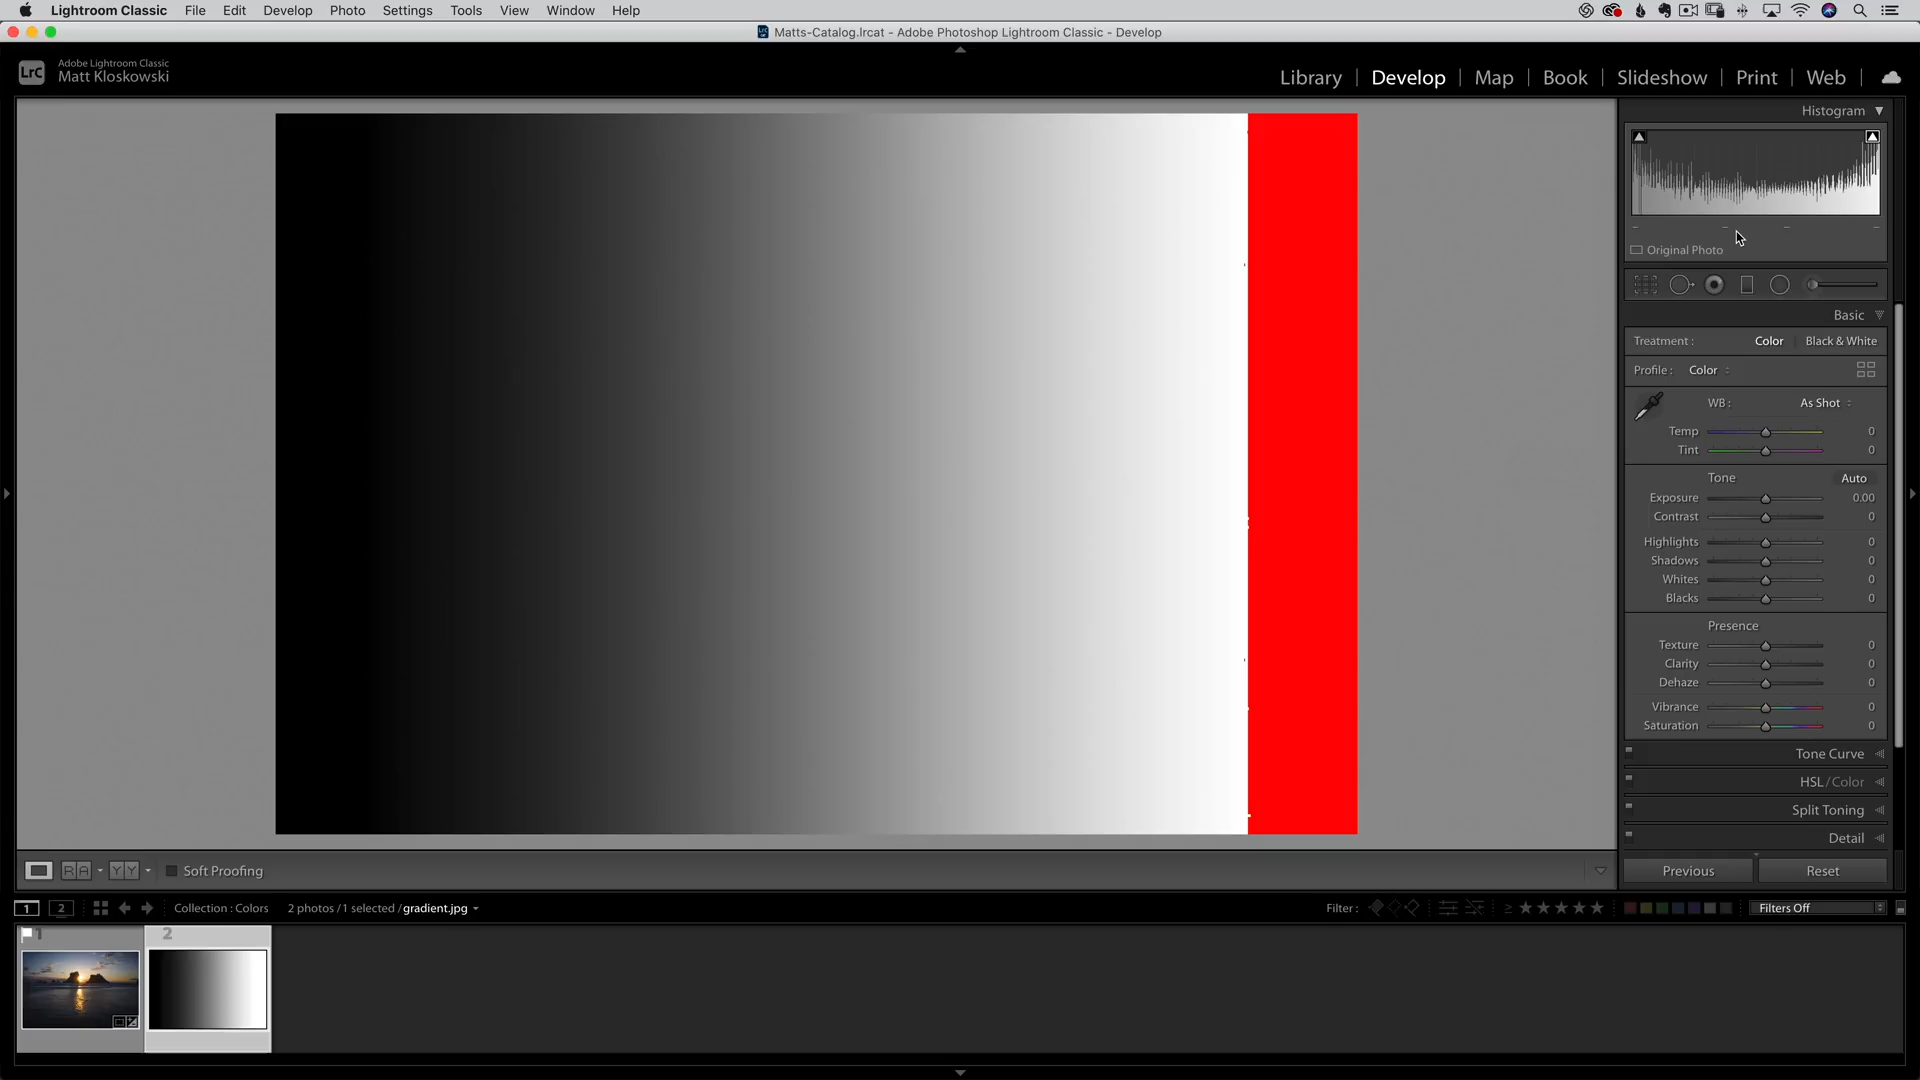 Lightroom Classic File Edit Develop Photo Settings Tools View Window Help
Matts-Catalog.lrcat - Adobe Photoshop Lightroom Classic - Develop
LrC
Adobe Lightroom Classic
Matt Kloskowski
Library | Develop | Map | Book | Slideshow | Print | Web |
Histogram
Original Photo
Basic
Treatment : Color Black & White
Profile : Color
WB : As Shot
Temp 0
Tint 0
Tone Auto
Exposure 0.00
Contrast 0
Highlights 0
Shadows 0
Whites 0
Blacks 0
Presence
Texture 0
Clarity 0
Dehaze 0
Vibrance 0
Saturation 0
Tone Curve
HSL / Color
Split Toning
Detail
R A Y Y Soft Proofing
Previous Reset
1 2 Collection : Colors 2 photos / 1 selected / gradient.jpg Filter : ≥ ★★★★★ Filters Off
1 2